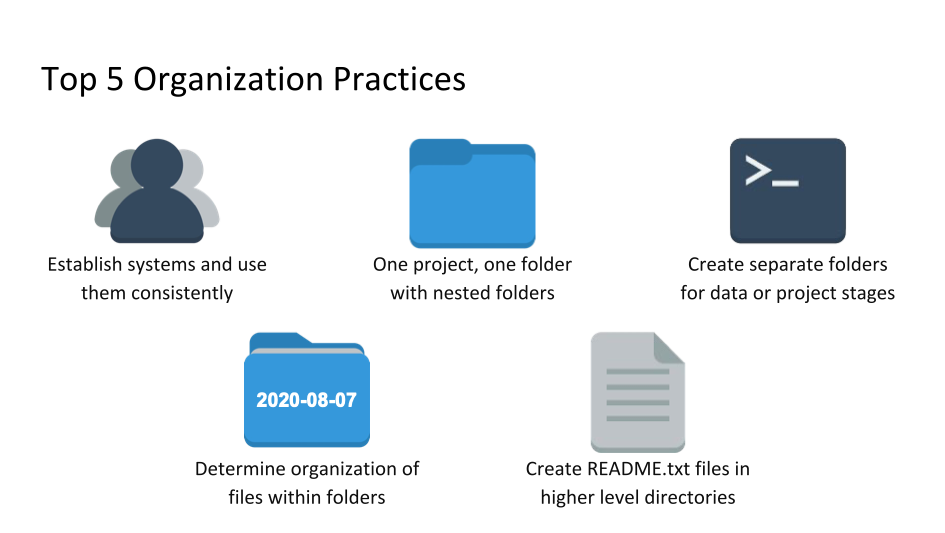 Top 5 Organization Practices
>_
Establish systems and use
them consistently
One project, one folder
with nested folders
Create separate folders
for data or project stages
2020-08-07
Determine organization of
files within folders
Create README.txt files in
higher level directories